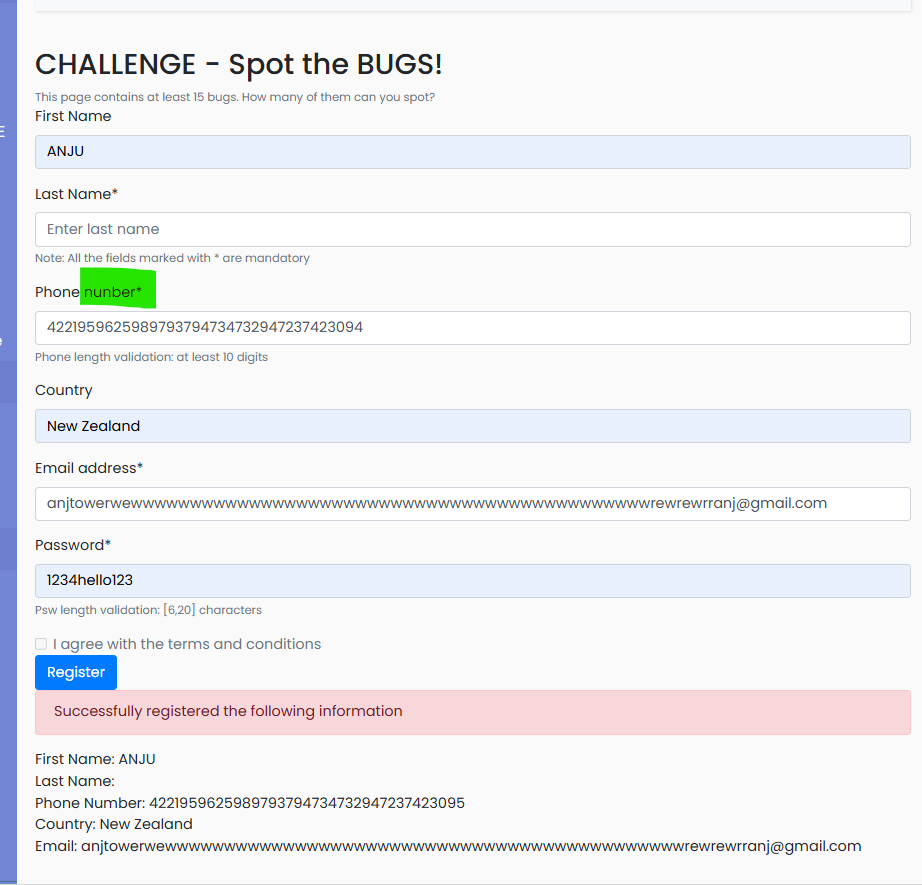 CHALLENGE - Spot the BUGS!
This page contains at least 15 bugs. How many of them can you spot?
First Name
ANJU
Last Name*
Enter last name
Note: All the fields marked with * are mandatory
Phone nunber*
4221959625989793794734732947237423094
Phone length validation: at least 10 digits
Country
New Zealand
Email address*
anjtowerwewwwwwwwwwwwwwwwwwwwwwwwwwwwwwwwwwwwwwwwwwwwwrewrewrranj@gmail.com
Password*
1234hello123
Psw length validation: [6,20] characters
I agree with the terms and conditions
Register
Successfully registered the following information
First Name: ANJU
Last Name:
Phone Number: 4221959625989793794734732947237423095
Country: New Zealand
Email: anjtowerwewwwwwwwwwwwwwwwwwwwwwwwwwwwwwwwwwwwwwwwwwwwwrewrewrranj@gmail.com